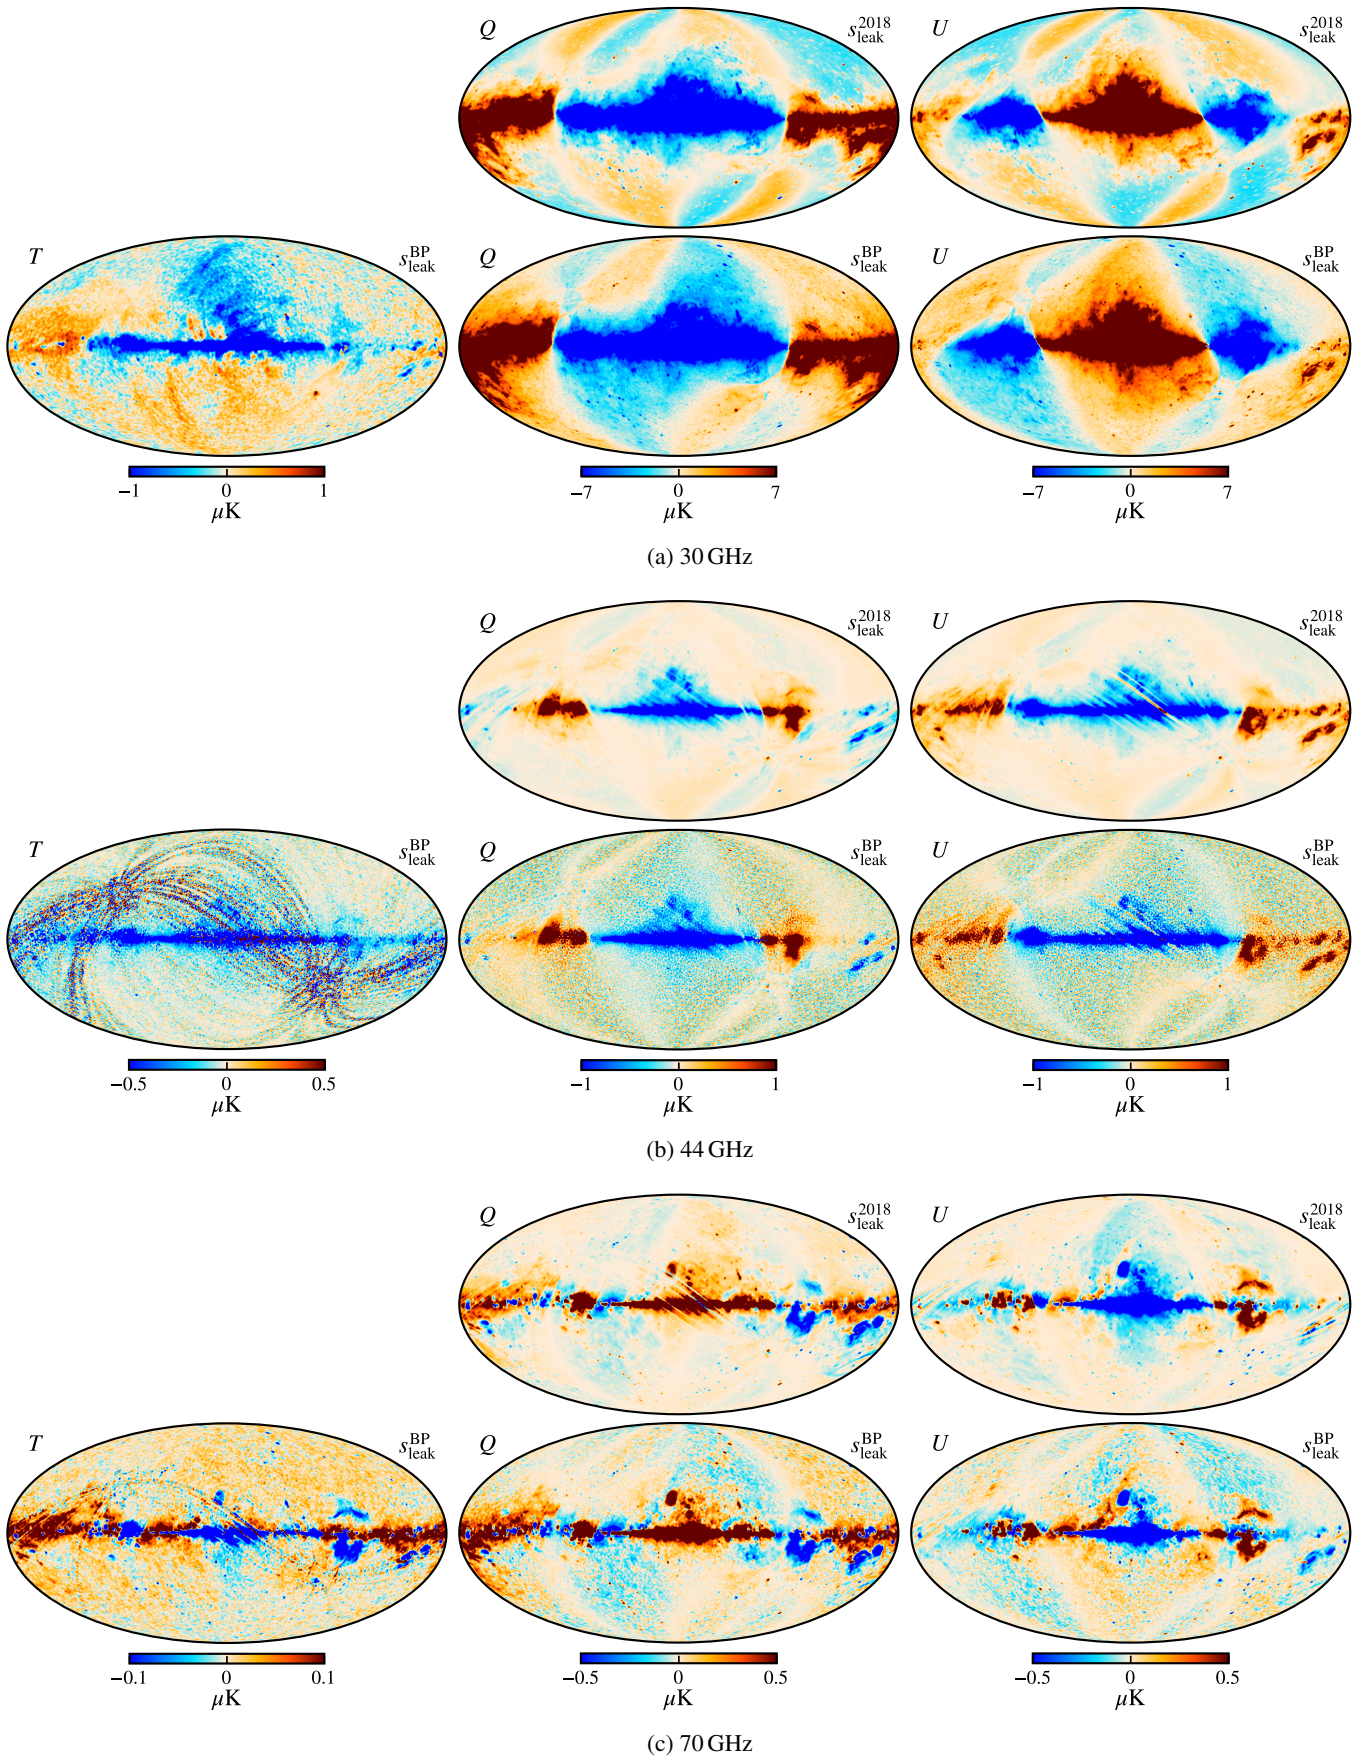 Q s_leak^2018 U s_leak^2018
T s_leak^BP Q s_leak^BP U s_leak^BP
−1 0 1 −7 0 7 −7 0 7
μK μK μK
(a) 30 GHz
Q s_leak^2018 U s_leak^2018
T s_leak^BP Q s_leak^BP U s_leak^BP
−0.5 0 0.5 −1 0 1 −1 0 1
μK μK μK
(b) 44 GHz
Q s_leak^2018 U s_leak^2018
T s_leak^BP Q s_leak^BP U s_leak^BP
−0.1 0 0.1 −0.5 0 0.5 −0.5 0 0.5
μK μK μK
(c) 70 GHz